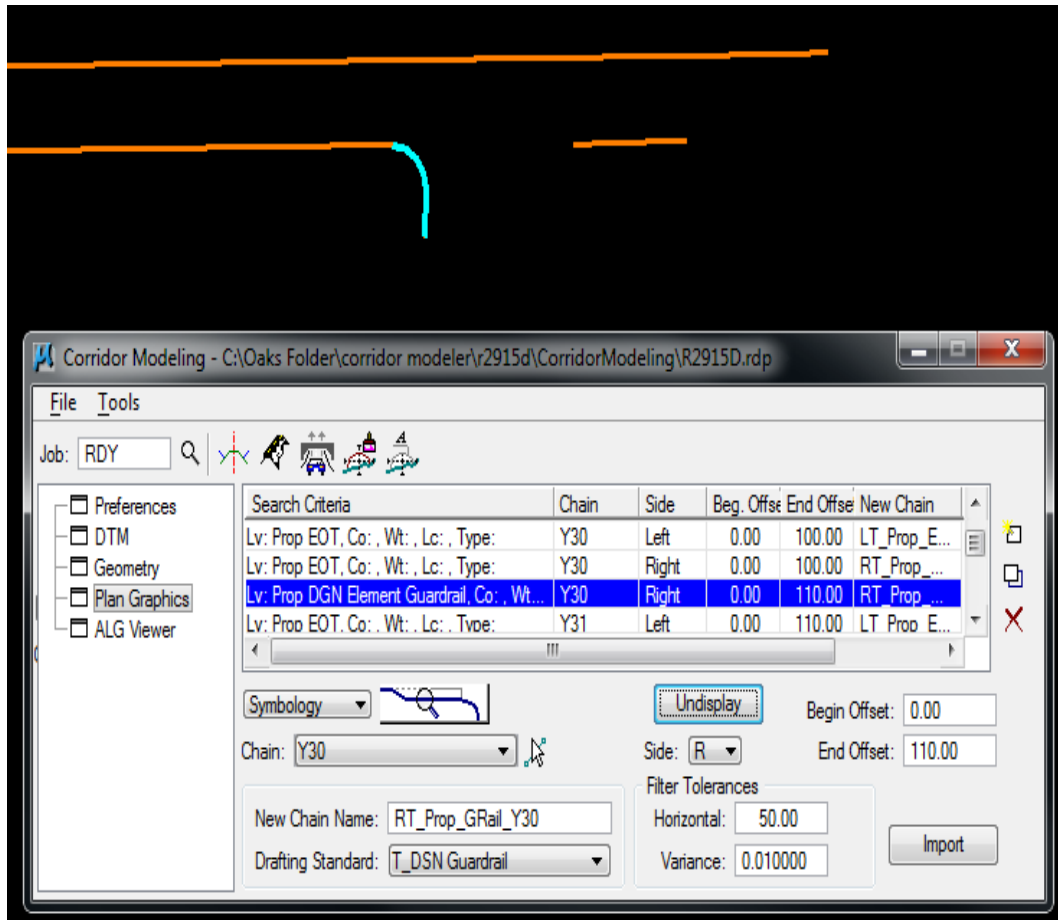 Corridor Modeling - C:\Oaks Folder\corridor modeler\r2915d\CorridorModeling\R2915D.rdp
File Tools
Job: RDY
Preferences
DTM
Geometry
Plan Graphics
ALG Viewer
Search Criteria Chain Side Beg. Offse End Offse New Chain
Lv: Prop EOT, Co: , Wt: , Lc: , Type: Y30 Left 0.00 100.00 LT_Prop_E...
Lv: Prop EOT, Co: , Wt: , Lc: , Type: Y30 Right 0.00 100.00 RT_Prop_...
Lv: Prop DGN Element Guardrail, Co: , Wt... Y30 Right 0.00 110.00 RT_Prop_...
Lv: Prop EOT, Co: , Wt: , Lc: , Type: Y31 Left 0.00 110.00 LT_Prop_E...
Symbology Undisplay Begin Offset: 0.00
Chain: Y30 Side: R End Offset: 110.00
Filter Tolerances
New Chain Name: RT_Prop_GRail_Y30 Horizontal: 50.00
Drafting Standard: T_DSN Guardrail Variance: 0.010000 Import